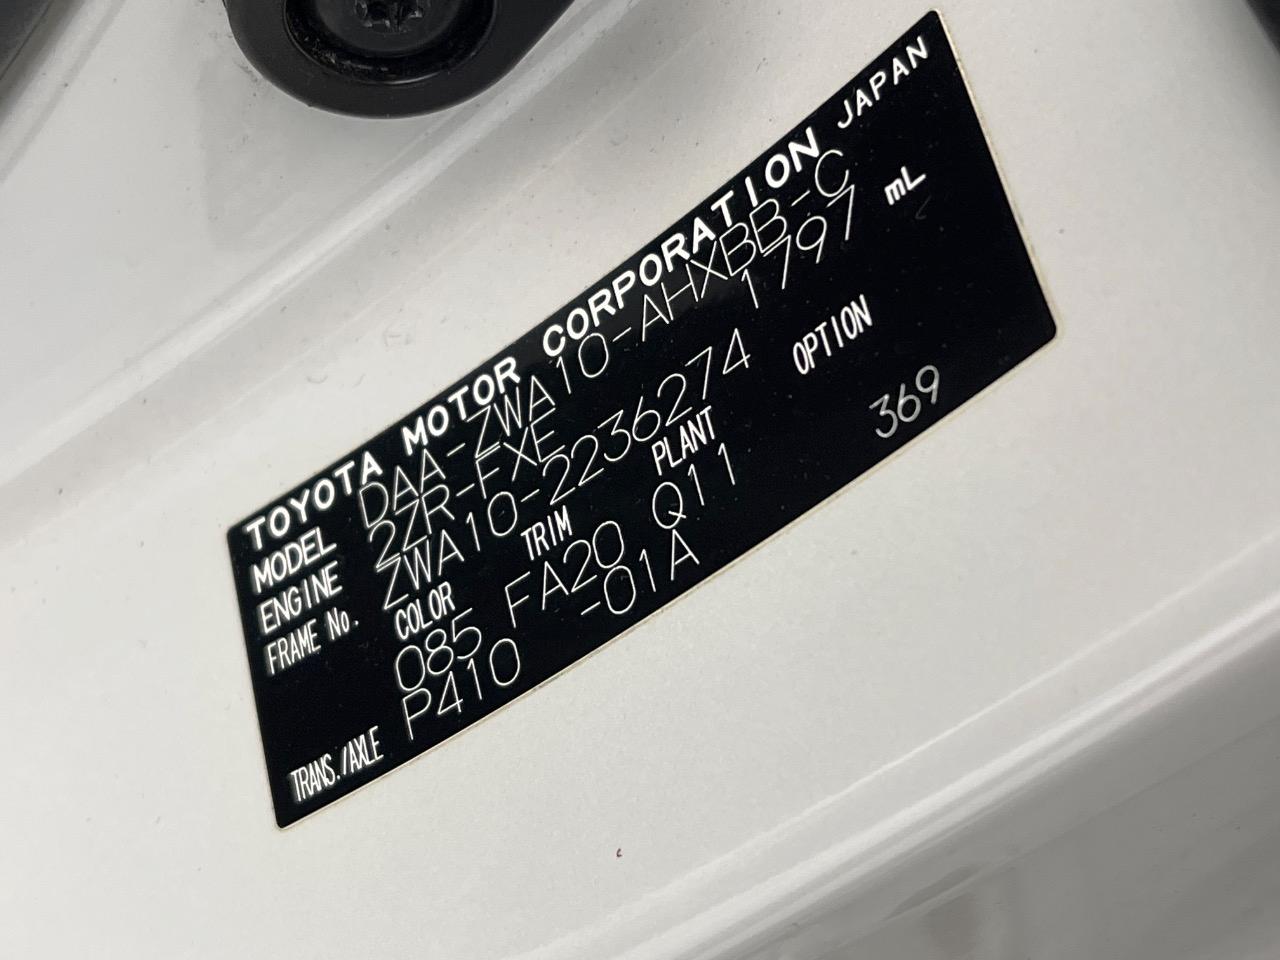 TOYOTA MOTOR CORPORATION JAPAN
MODEL DAA-ZWA10-AHXBB-C
ENGINE 2ZR-FXE 1797 mL
FRAME No. ZWA10-2236274
COLOR TRIM PLANT OPTION
085 FA20 Q11 369
TRANS./AXLE P410 -01A